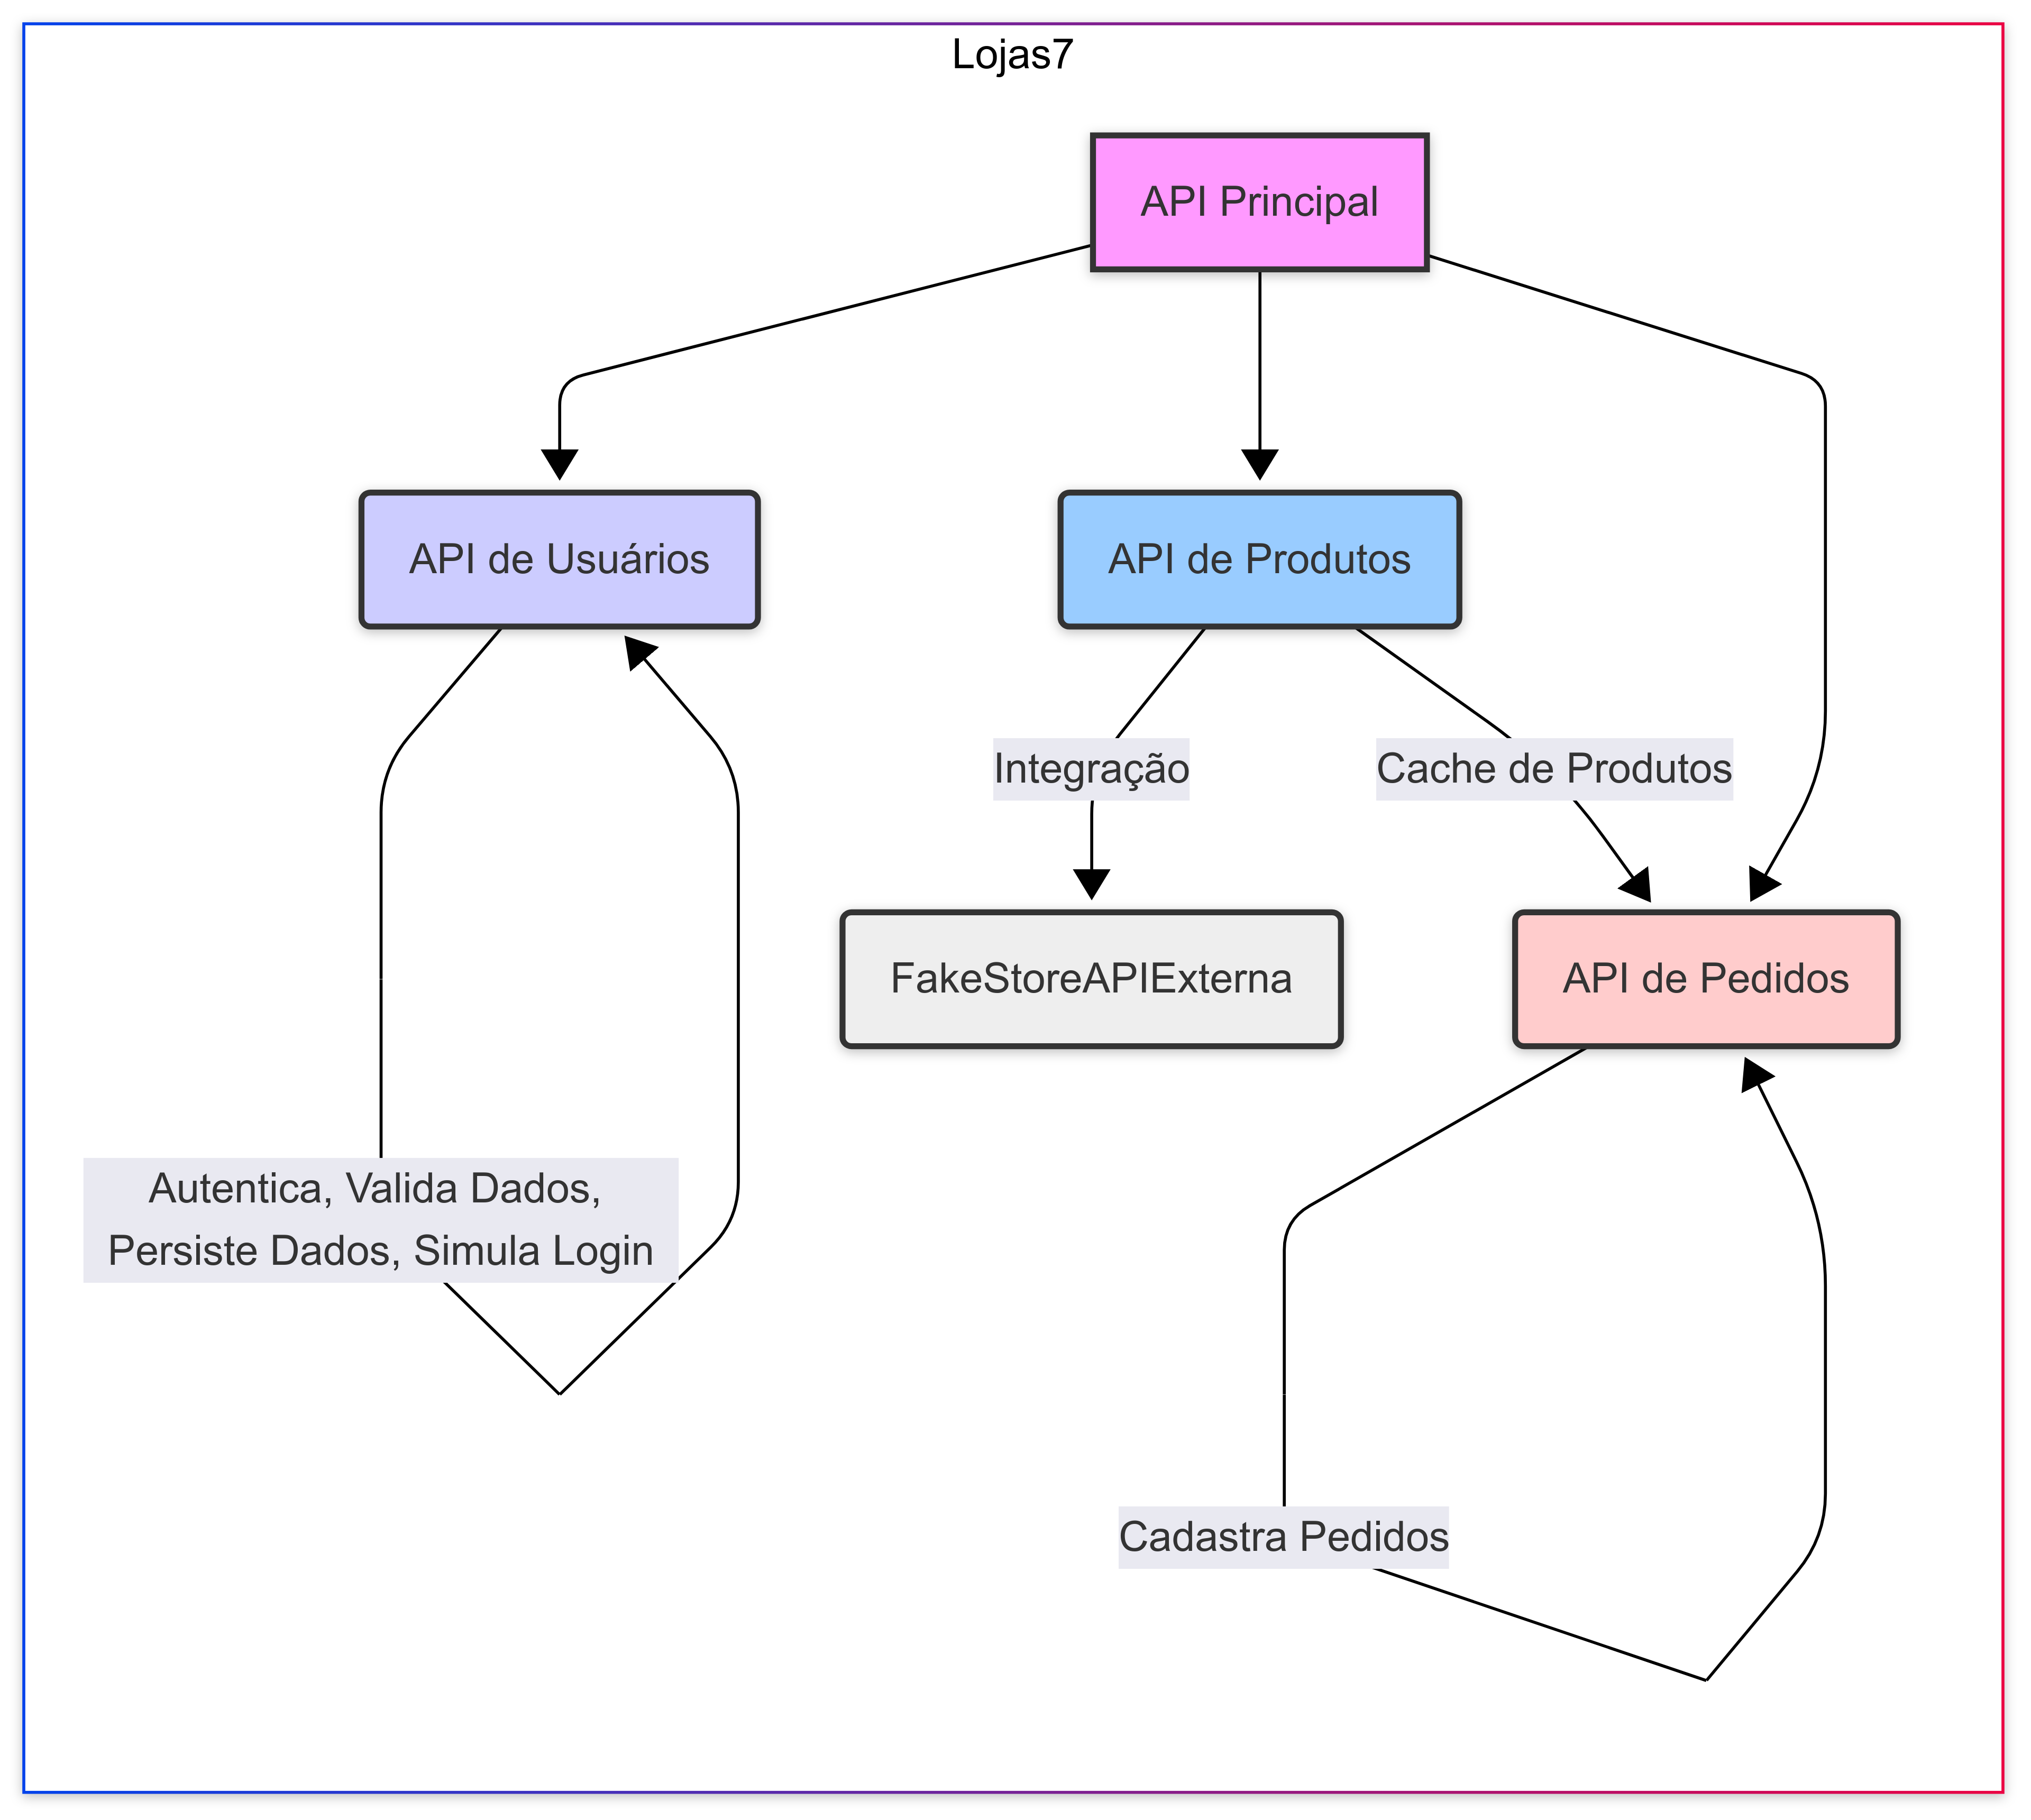 Lojas7
API Principal
API de Usuários
API de Produtos
Integração
Cache de Produtos
FakeStoreAPIExterna
API de Pedidos
Autentica, Valida Dados,
Persiste Dados, Simula Login
Cadastra Pedidos